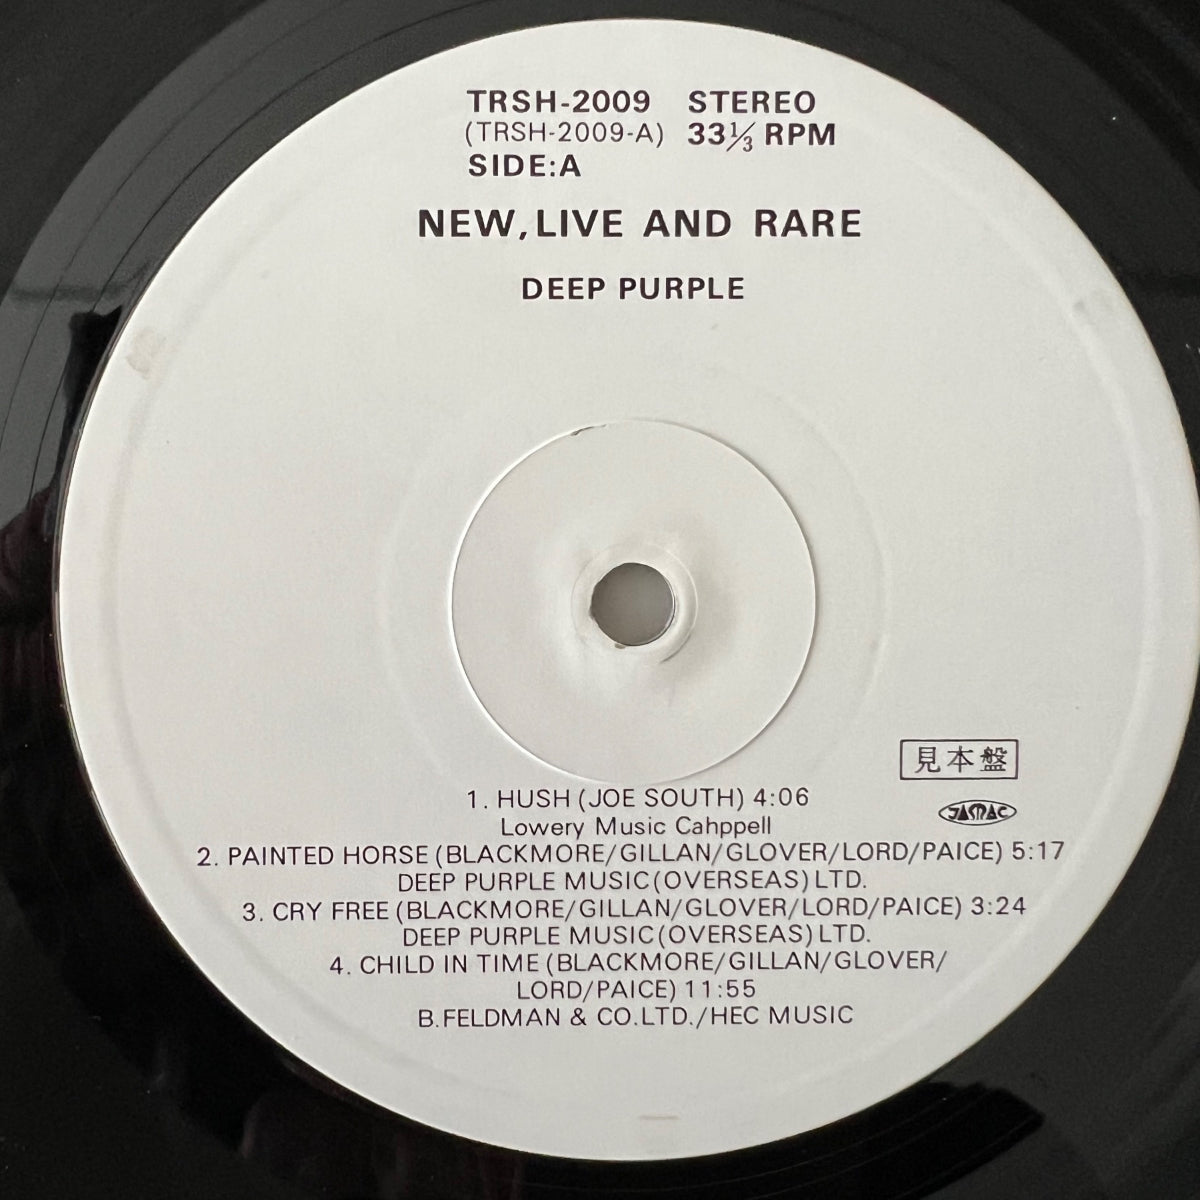 TRSH-2009 STEREO
(TRSH-2009-A) 33⅓ RPM
SIDE:A
NEW, LIVE AND RARE
DEEP PURPLE
見本盤
JASRAC
1. HUSH (JOE SOUTH) 4:06
Lowery Music Cahppell
2. PAINTED HORSE (BLACKMORE/GILLAN/GLOVER/LORD/PAICE) 5:17
DEEP PURPLE MUSIC (OVERSEAS) LTD.
3. CRY FREE (BLACKMORE/GILLAN/GLOVER/LORD/PAICE) 3:24
DEEP PURPLE MUSIC (OVERSEAS) LTD.
4. CHILD IN TIME (BLACKMORE/GILLAN/GLOVER/
LORD/PAICE) 11:55
B.FELDMAN & CO.LTD./HEC MUSIC